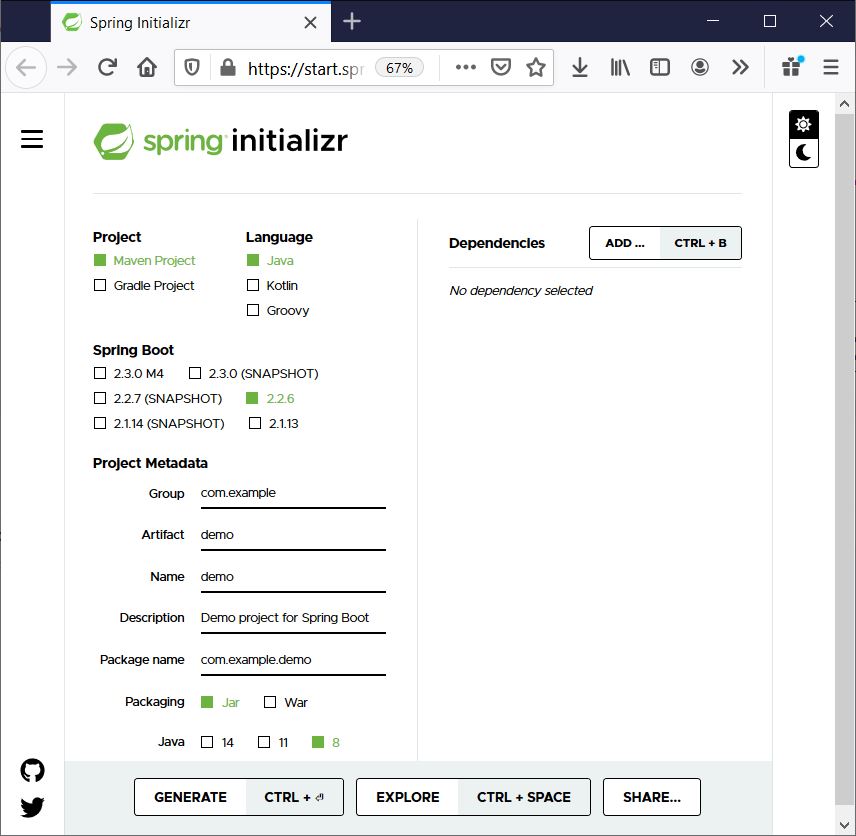 Spring Initializr
https://start.spr
67%
spring initializr
Project
Maven Project
Gradle Project
Language
Java
Kotlin
Groovy
Spring Boot
2.3.0 M4 2.3.0 (SNAPSHOT)
2.2.7 (SNAPSHOT) 2.2.6
2.1.14 (SNAPSHOT) 2.1.13
Project Metadata
Group com.example
Artifact demo
Name demo
Description Demo project for Spring Boot
Package name com.example.demo
Packaging Jar War
Java 14 11 8
Dependencies
ADD ... CTRL + B
No dependency selected
GENERATE CTRL + ⏎
EXPLORE CTRL + SPACE
SHARE...